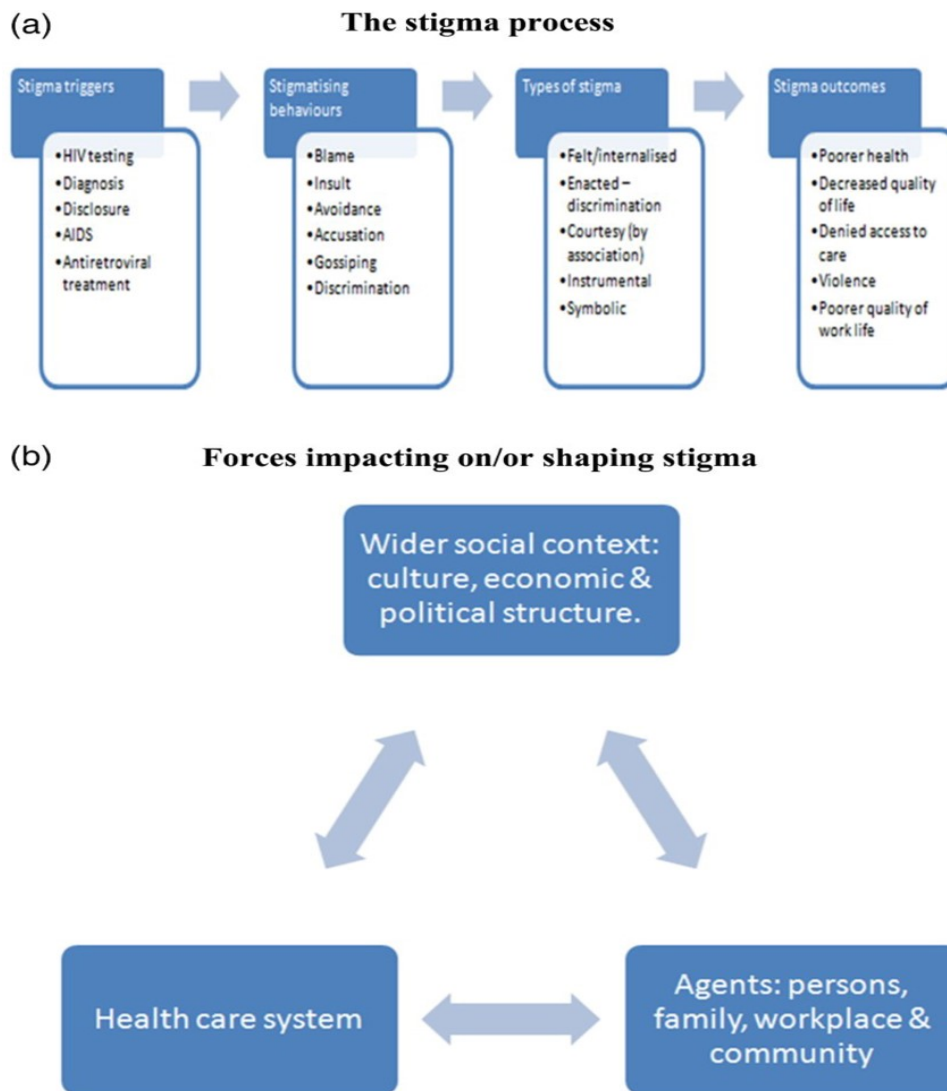 (a)
The stigma process
Stigma triggers
•HIV testing
•Diagnosis
•Disclosure
•AIDS
•Antiretroviral
treatment
Stigmatising
behaviours
•Blame
•Insult
•Avoidance
•Accusation
•Gossiping
•Discrimination
Types of stigma
•Felt/internalised
•Enacted –
discrimination
•Courtesy (by
association)
•Instrumental
•Symbolic
Stigma outcomes
•Poorer health
•Decreased quality
of life
•Denied access to
care
•Violence
•Poorer quality of
work life
(b)
Forces impacting on/or shaping stigma
Wider social context:
culture, economic &
political structure.
Health care system
Agents: persons,
family, workplace &
community